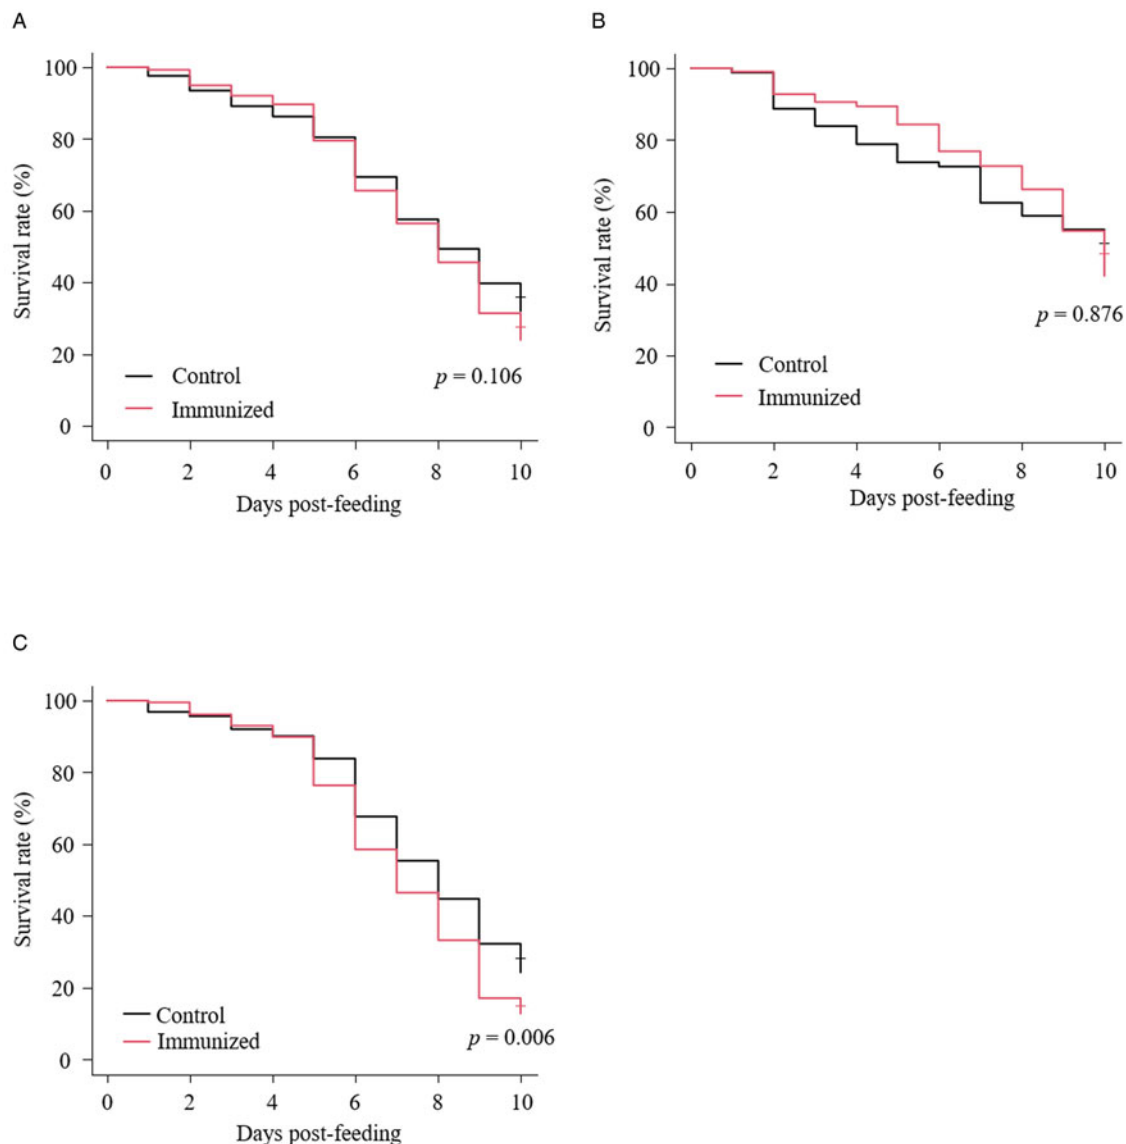 A
100
80
60
40
20
0
Survival rate (%)
Control
Immunized
p = 0.106
0 2 4 6 8 10
Days post-feeding
B
100
80
60
40
20
0
Survival rate (%)
p = 0.876
Control
Immunized
0 2 4 6 8 10
Days post-feeding
C
100
80
60
40
20
0
Survival rate (%)
Control
Immunized
p = 0.006
0 2 4 6 8 10
Days post-feeding